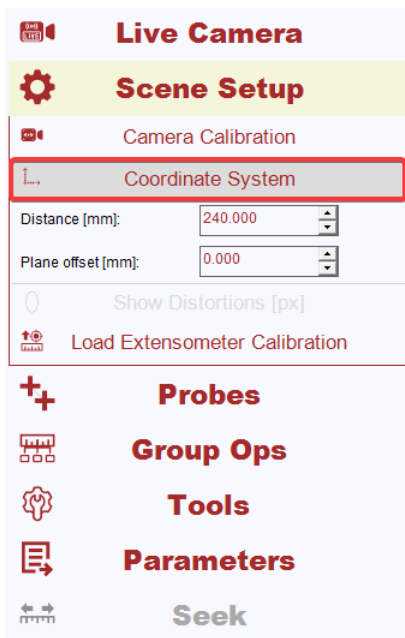 Live Camera
Scene Setup
Camera Calibration
Coordinate System
Distance [mm]: 240.000
Plane offset [mm]: 0.000
Show Distortions [px]
Load Extensometer Calibration
Probes
Group Ops
Tools
Parameters
Seek